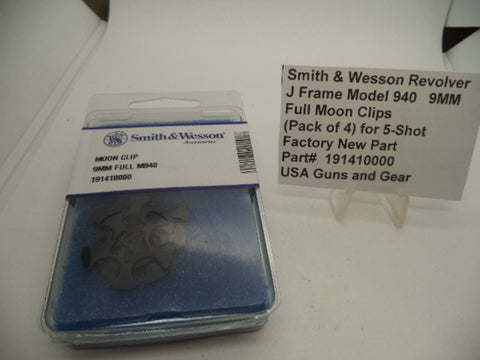 Smith & Wesson
Accessories
MOON CLIP
9MM FULL M940
191410000
Smith & Wesson Revolver
J Frame Model 940 9MM
Full Moon Clips
(Pack of 4) for 5-Shot
Factory New Part
Part# 191410000
USA Guns and Gear